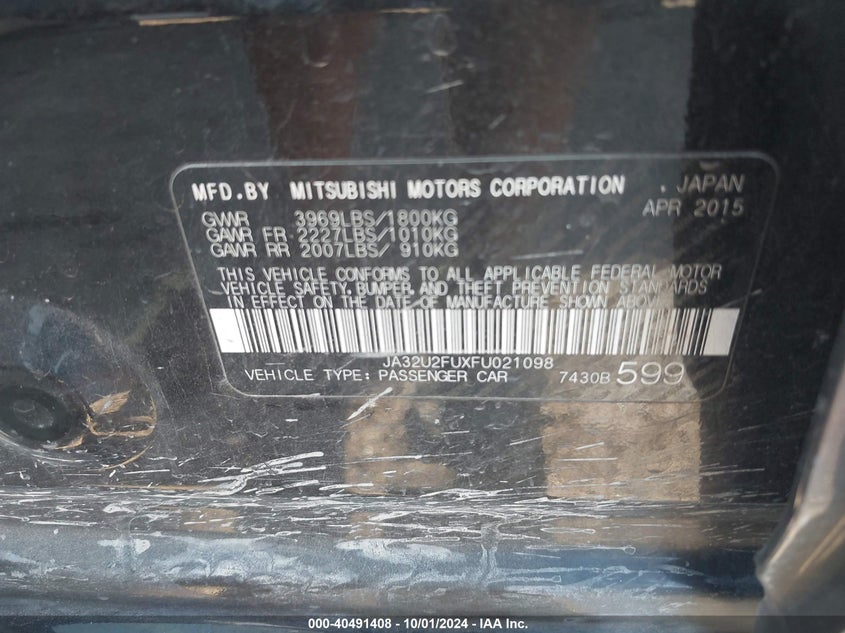 MFD.BY MITSUBISHI MOTORS CORPORATION . JAPAN
APR 2015
GVWR 3969LBS/1800KG
GAWR FR 2227LBS/1010KG
GAWR RR 2007LBS/ 910KG
THIS VEHICLE CONFORMS TO ALL APPLICABLE FEDERAL MOTOR
VEHICLE SAFETY, BUMPER, AND THEFT PREVENTION STANDARDS
IN EFFECT ON THE DATE OF MANUFACTURE SHOWN ABOVE.
JA32U2FUXFU021098
VEHICLE TYPE: PASSENGER CAR 7430B 599
000-40491408 - 10/01/2024 - IAA Inc.